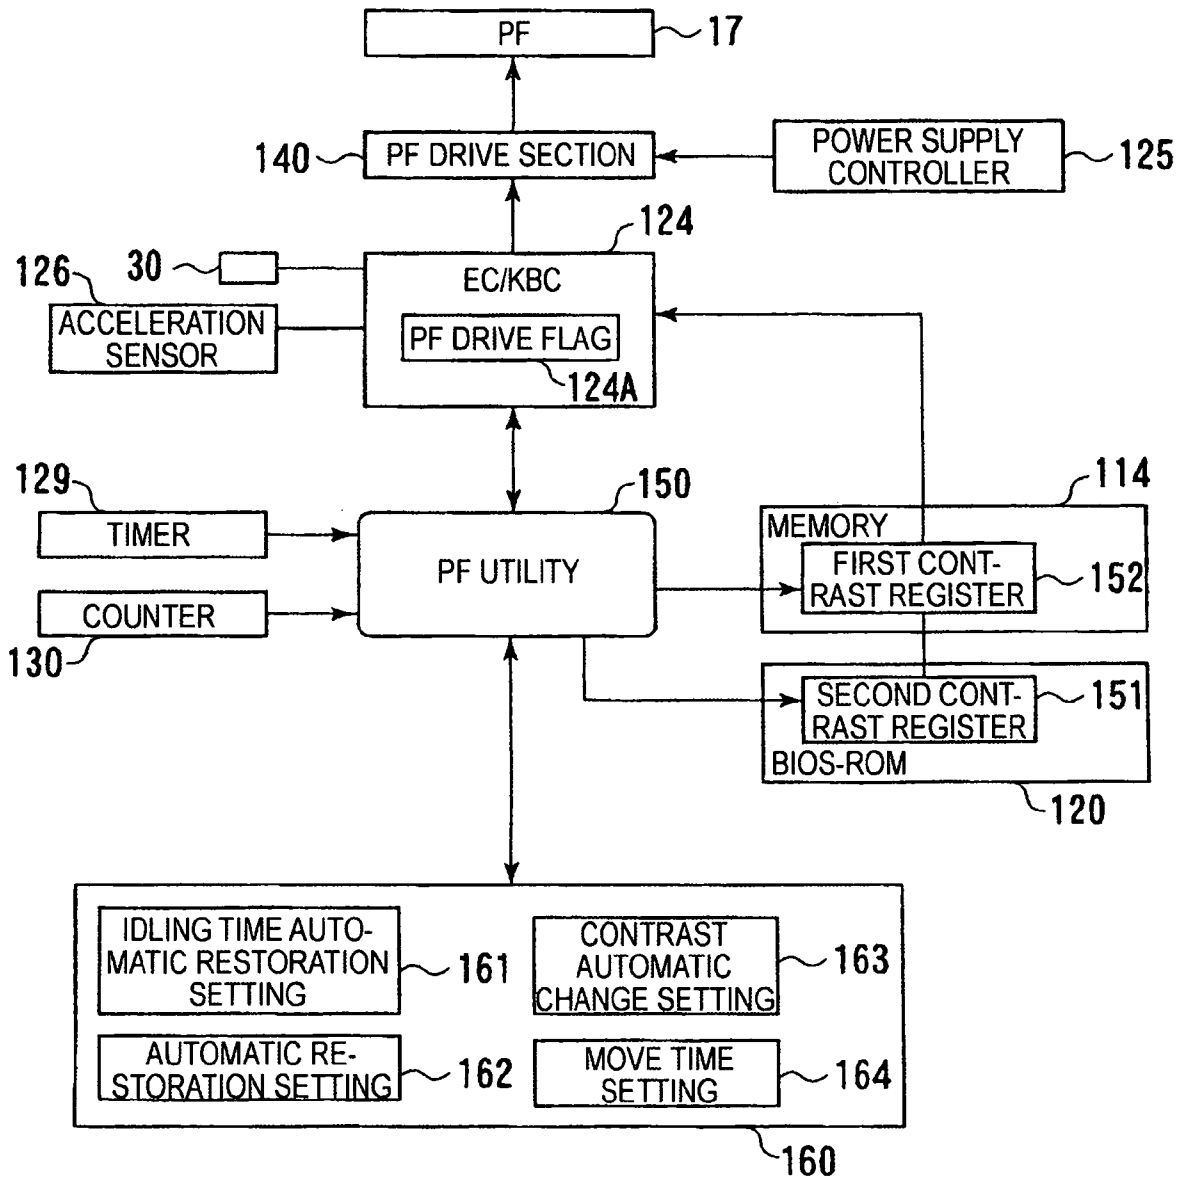 PF
17
140
PF DRIVE SECTION
POWER SUPPLY
CONTROLLER
125
124
30
EC/KBC
126
ACCELERATION
SENSOR
PF DRIVE FLAG
124A
129
TIMER
150
PF UTILITY
COUNTER
130
114
MEMORY
FIRST CONT-
RAST REGISTER
152
SECOND CONT-
RAST REGISTER
151
BIOS-ROM
120
IDLING TIME AUTO-
MATIC RESTORATION
SETTING
161
CONTRAST
AUTOMATIC
CHANGE SETTING
163
AUTOMATIC RE-
STORATION SETTING
162
MOVE TIME
SETTING
164
160